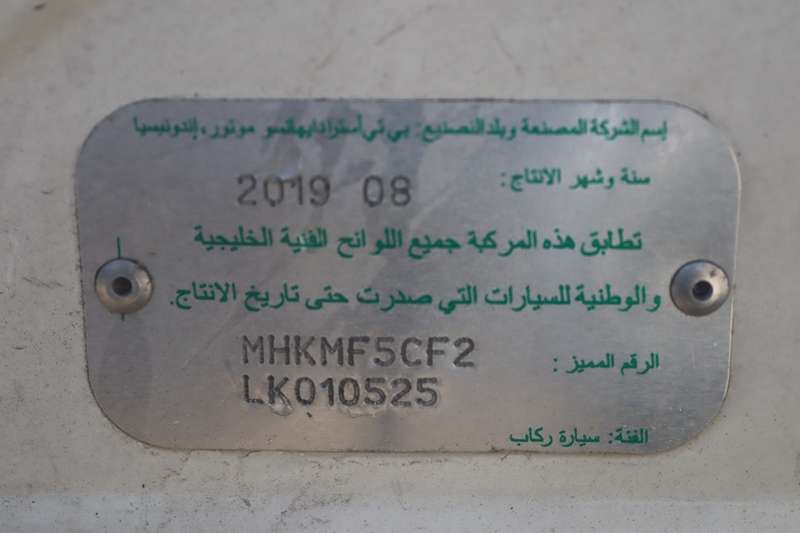 إسم الشركة المصنعة وبلد التصنيع: بي تي أسترا دايهاتسو موتور، إندونيسيا
سنة وشهر الانتاج: 2019 08
تطابق هذه المركبة جميع اللوائح الفنية الخليجية
والوطنية للسيارات التي صدرت حتى تاريخ الانتاج.
الرقم المميز: MHKMF5CF2
LK010525
الفئة: سيارة ركاب